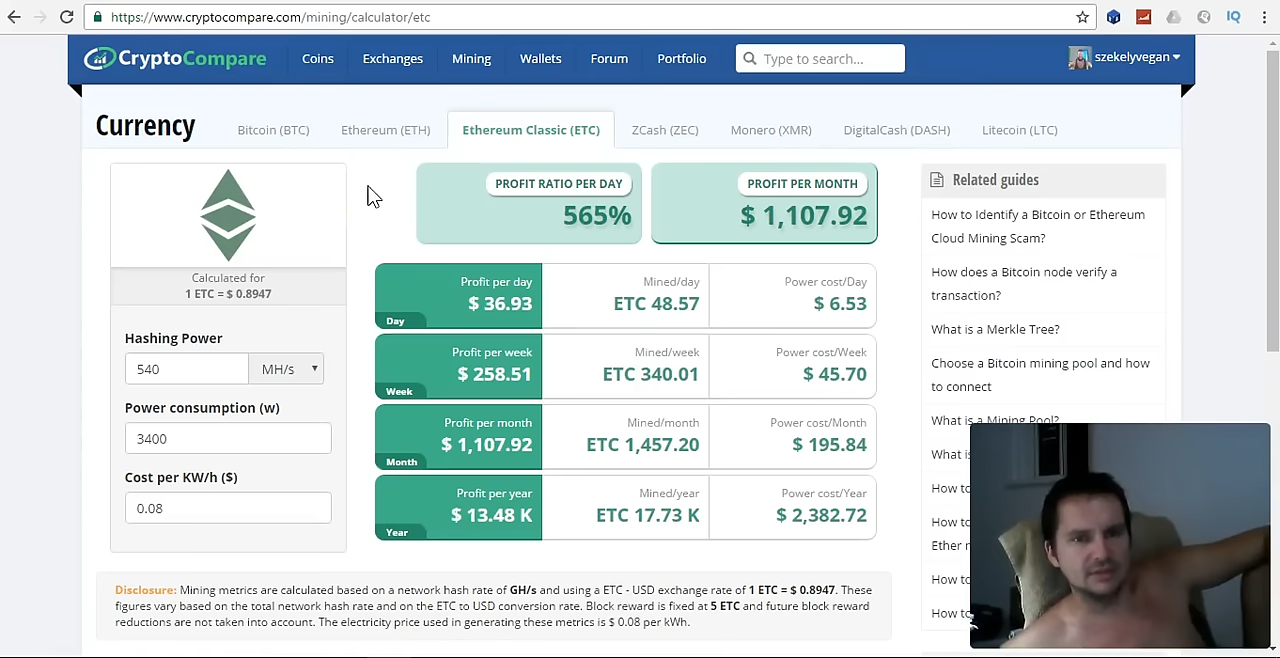 https://www.cryptocompare.com/mining/calculator/etc
CryptoCompare
Coins
Exchanges
Mining
Wallets
Forum
Portfolio
Type to search...
szekelyvegan
Currency
Bitcoin (BTC)
Ethereum (ETH)
Ethereum Classic (ETC)
ZCash (ZEC)
Monero (XMR)
DigitalCash (DASH)
Litecoin (LTC)
Calculated for
1 ETC = $ 0.8947
Hashing Power
540
MH/s
Power consumption (w)
3400
Cost per KW/h ($)
0.08
PROFIT RATIO PER DAY
565%
PROFIT PER MONTH
$ 1,107.92
Profit per day
$ 36.93
Day
Mined/day
ETC 48.57
Power cost/Day
$ 6.53
Profit per week
$ 258.51
Week
Mined/week
ETC 340.01
Power cost/Week
$ 45.70
Profit per month
$ 1,107.92
Month
Mined/month
ETC 1,457.20
Power cost/Month
$ 195.84
Profit per year
$ 13.48 K
Year
Mined/year
ETC 17.73 K
Power cost/Year
$ 2,382.72
Disclosure: Mining metrics are calculated based on a network hash rate of GH/s and using a ETC - USD exchange rate of 1 ETC = $ 0.8947. These
figures vary based on the total network hash rate and on the ETC to USD conversion rate. Block reward is fixed at 5 ETC and future block reward
reductions are not taken into account. The electricity price used in generating these metrics is $ 0.08 per kWh.
Related guides
How to Identify a Bitcoin or Ethereum
Cloud Mining Scam?
How does a Bitcoin node verify a
transaction?
What is a Merkle Tree?
Choose a Bitcoin mining pool and how
to connect
What is a Mining Pool?
What
How
How
Ether
How
How